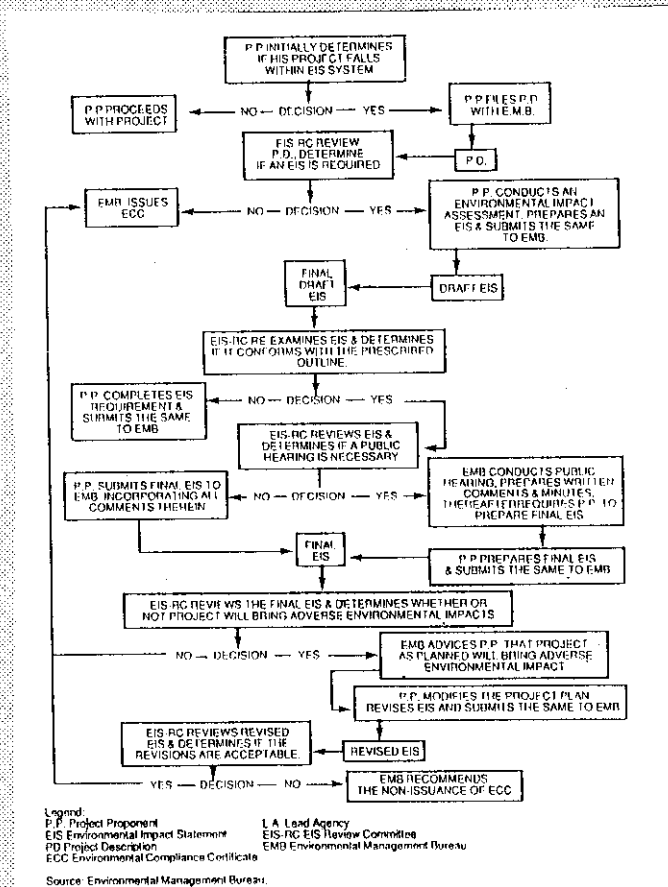 P.P. INITIALLY DETERMINES
IF HIS PROJECT FALLS
WITHIN EIS SYSTEM
P.P. PROCEEDS
WITH PROJECT
NO — DECISION — YES
P.P. FILES P.D.
WITH E.M.B.
EIS-RC REVIEW
P.D., DETERMINE
IF AN EIS IS REQUIRED
P.D.
EMB ISSUES
ECC
NO — DECISION — YES
P.P. CONDUCTS AN
ENVIRONMENTAL IMPACT
ASSESSMENT, PREPARES AN
EIS & SUBMITS THE SAME
TO EMB.
FINAL
DRAFT
EIS
DRAFT EIS
EIS-RC RE EXAMINES EIS & DETERMINES
IF IT CONFORMS WITH THE PRESCRIBED
OUTLINE.
P.P. COMPLETES EIS
REQUIREMENT &
SUBMITS THE SAME
TO EMB
NO — DECISION — YES
EIS-RC REVIEWS EIS &
DETERMINES IF A PUBLIC
HEARING IS NECESSARY
P.P. SUBMITS FINAL EIS TO
EMB, INCORPORATING ALL
COMMENTS THEREIN
NO — DECISION — YES
EMB CONDUCTS PUBLIC
HEARING, PREPARES WRITTEN
COMMENTS & MINUTES,
THEREAFTER REQUIRES P.P. TO
PREPARE FINAL EIS
FINAL
EIS
P.P. PREPARES FINAL EIS
& SUBMITS THE SAME TO EMB
EIS-RC REVIEWS THE FINAL EIS & DETERMINES WHETHER OR
NOT PROJECT WILL BRING ADVERSE ENVIRONMENTAL IMPACTS
NO — DECISION — YES
EMB ADVICES P.P. THAT PROJECT
AS PLANNED WILL BRING ADVERSE
ENVIRONMENTAL IMPACT
P.P. MODIFIES THE PROJECT PLAN
REVISES EIS AND SUBMITS THE SAME TO EMB
EIS-RC REVIEWS REVISED
EIS & DETERMINES IF THE
REVISIONS ARE ACCEPTABLE.
REVISED EIS
YES — DECISION — NO
EMB RECOMMENDS
THE NON-ISSUANCE OF ECC
Legend:
P.P. Project Proponent
L.A. Lead Agency
EIS Environmental Impact Statement
EIS-RC EIS Review Committee
PD Project Description
EMB Environmental Management Bureau
ECC Environmental Compliance Certificate
Source: Environmental Management Bureau.